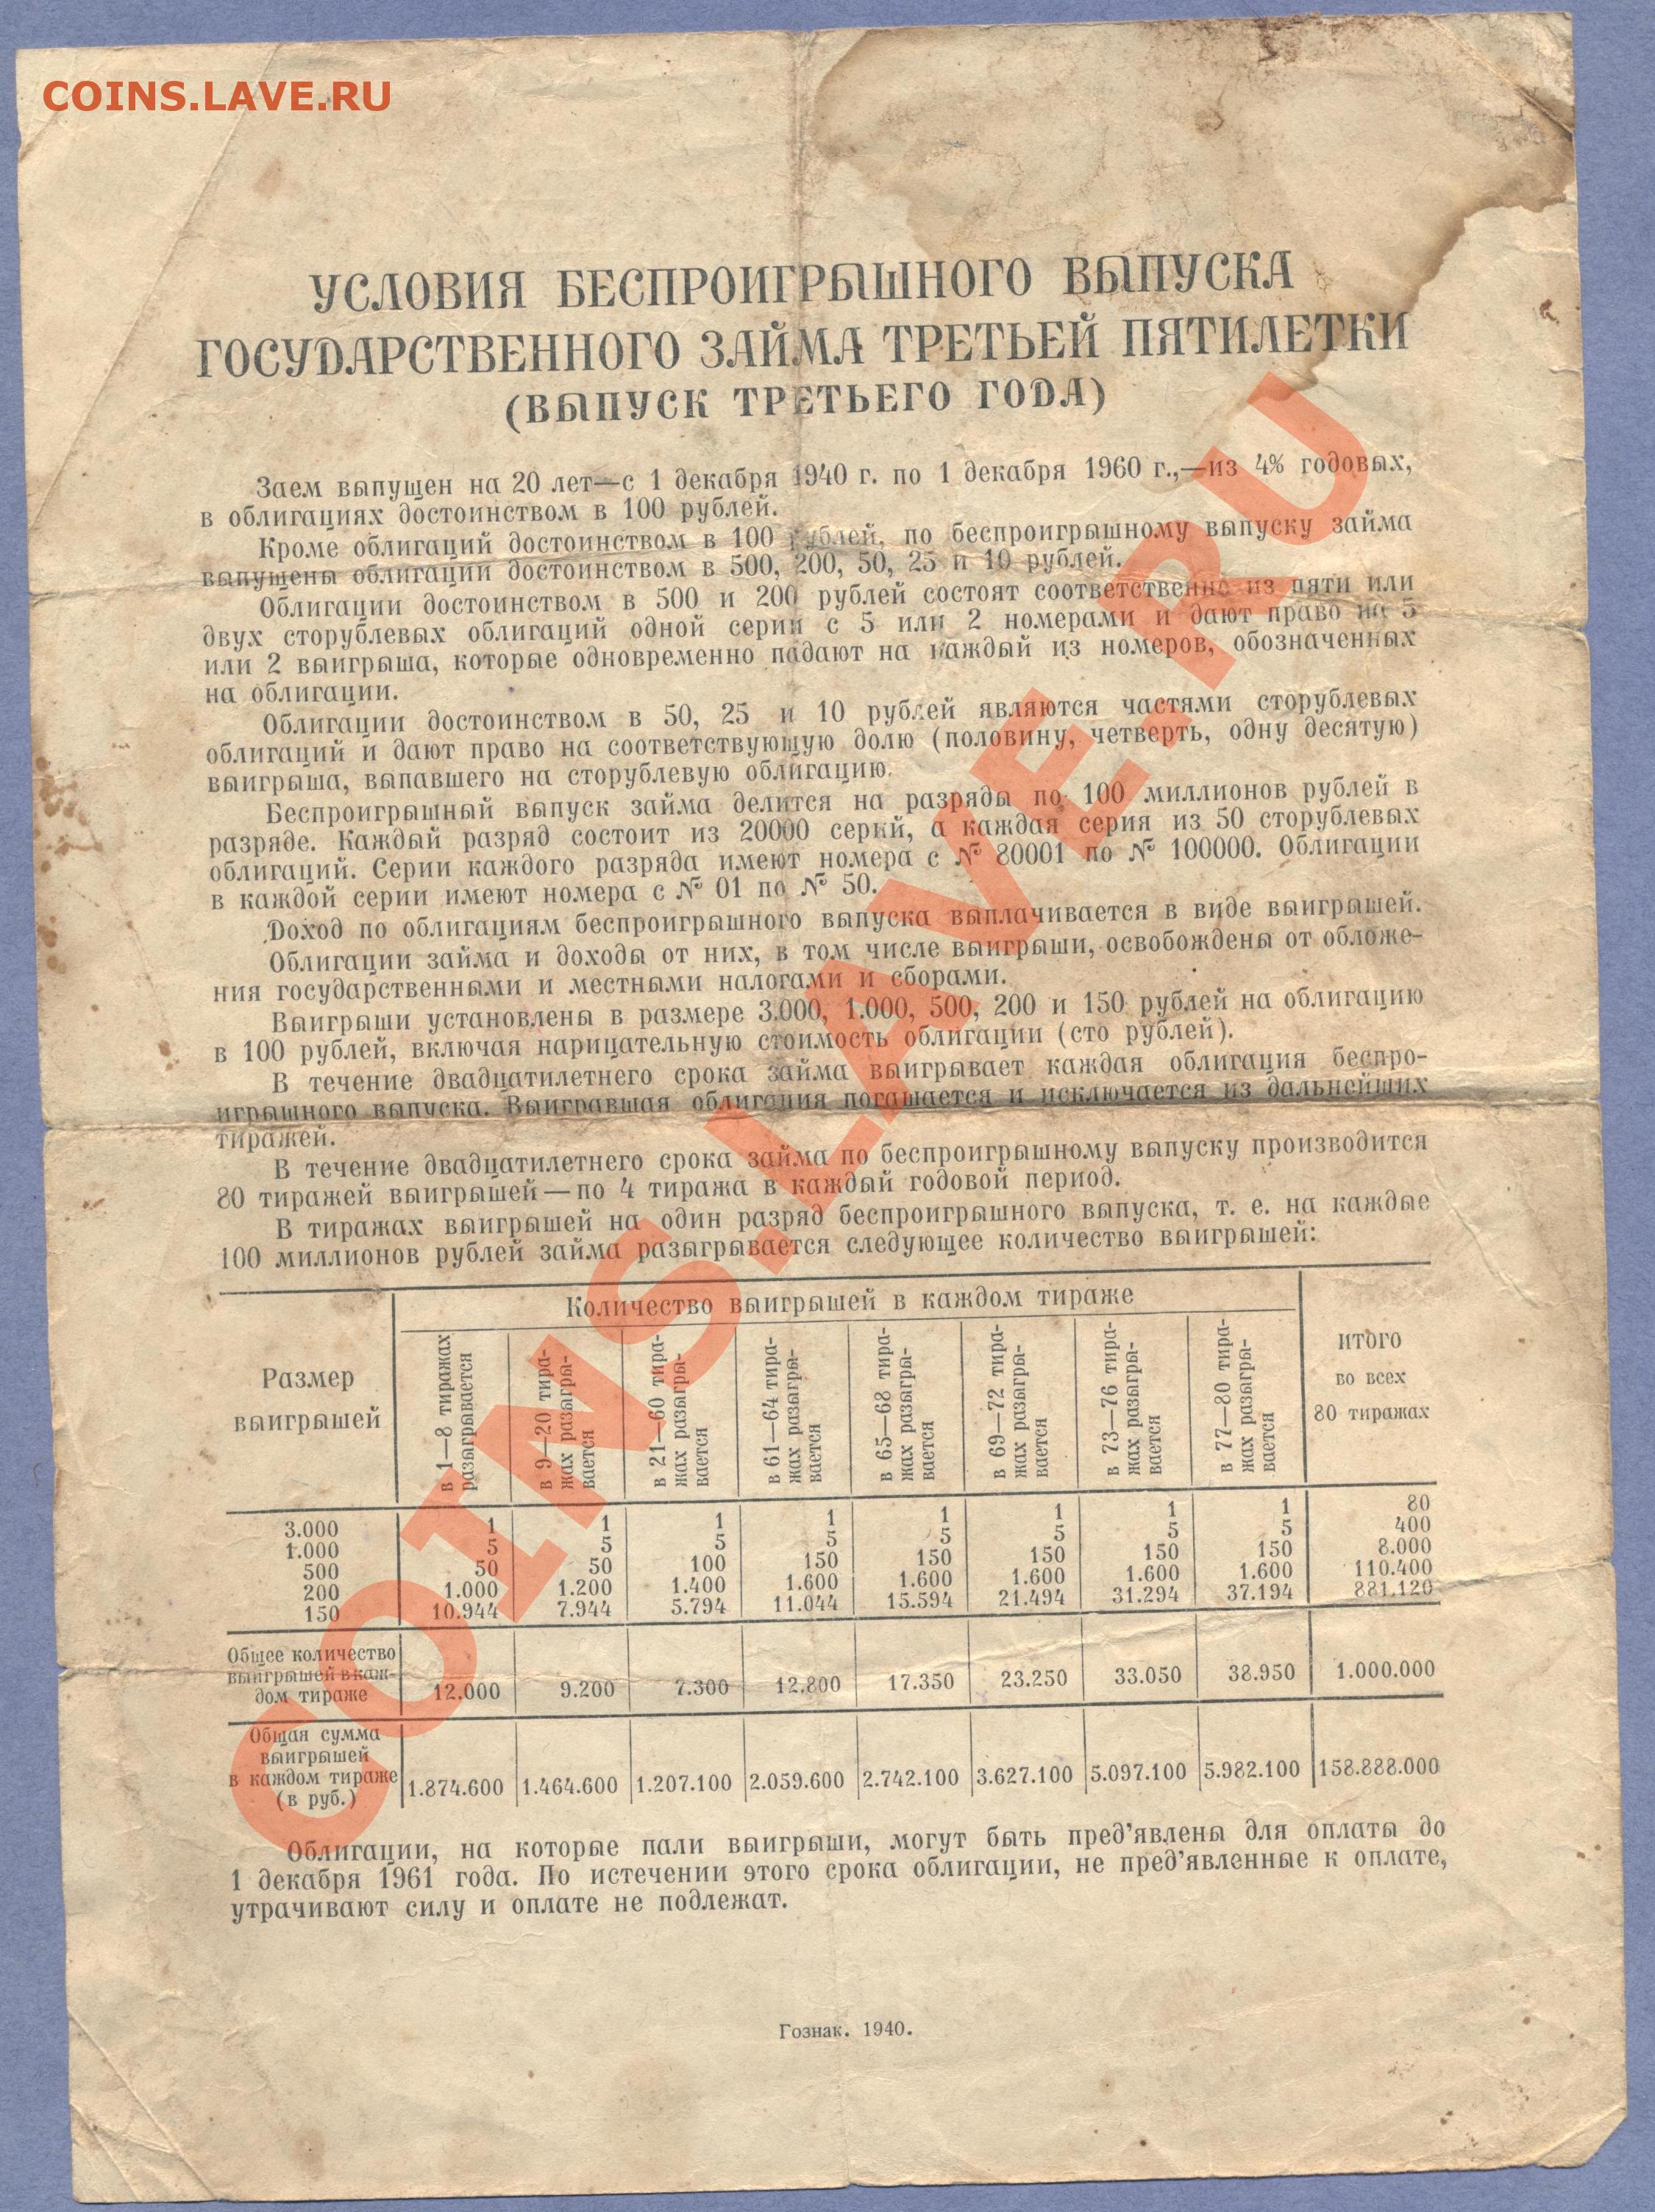 COINS.LAVE.RU
УСЛОВИЯ БЕСПРОИГРЫШНОГО ВЫПУСКА
ГОСУДАРСТВЕННОГО ЗАЙМА ТРЕТЬЕЙ ПЯТИЛЕТКИ
(ВЫПУСК ТРЕТЬЕГО ГОДА)
Заем выпущен на 20 лет—с 1 декабря 1940 г. по 1 декабря 1960 г.,—из 4% годовых,
в облигациях достоинством в 100 рублей.
Кроме облигаций достоинством в 100 рублей, по беспроигрышному выпуску займа
выпущены облигации достоинством в 500, 200, 50, 25 и 10 рублей.
Облигации достоинством в 500 и 200 рублей состоят соответственно из пяти или
двух сторублевых облигаций одной серии с 5 или 2 номерами и дают право на 5
или 2 выигрыша, которые одновременно падают на каждый из номеров, обозначенных
на облигации.
Облигации достоинством в 50, 25 и 10 рублей являются частями сторублевых
облигаций и дают право на соответствующую долю (половину, четверть, одну десятую)
выигрыша, выпавшего на сторублевую облигацию.
Беспроигрышный выпуск займа делится на разряды по 100 миллионов рублей в
разряде. Каждый разряд состоит из 20000 серий, а каждая серия из 50 сторублевых
облигаций. Серии каждого разряда имеют номера с № 80001 по № 100000. Облигации
в каждой серии имеют номера с № 01 по № 50.
Доход по облигациям беспроигрышного выпуска выплачивается в виде выигрышей.
Облигации займа и доходы от них, в том числе выигрыши, освобождены от обложе-
ния государственными и местными налогами и сборами.
Выигрыши установлены в размере 3.000, 1.000, 500, 200 и 150 рублей на облигацию
в 100 рублей, включая нарицательную стоимость облигации (сто рублей).
В течение двадцатилетнего срока займа выигрывает каждая облигация беспро-
игрышного выпуска. Выигравшая облигация погашается и исключается из дальнейших
тиражей.
В течение двадцатилетнего срока займа по беспроигрышному выпуску производится
80 тиражей выигрышей—по 4 тиража в каждый годовой период.
В тиражах выигрышей на один разряд беспроигрышного выпуска, т. е. на каждые
100 миллионов рублей займа разыгрывается следующее количество выигрышей:
Размер
выигрышей
Количество выигрышей в каждом тираже
в 1—8 тиражах
разыгрывается
в 9—20 тира-
жах разыгры-
вается
в 21—60 тира-
жах разыгры-
вается
в 61—64 тира-
жах разыгры-
вается
в 65—68 тира-
жах разыгры-
вается
в 69—72 тира-
жах разыгры-
вается
в 73—76 тира-
жах разыгры-
вается
в 77—80 тира-
жах разыгры-
вается
ИТОГО
во всех
80 тиражах
3.000 1 1 1 1 1 1 1 1 80
1.000 5 5 5 5 5 5 5 5 400
500 50 50 100 150 150 150 150 150 8.000
200 1.000 1.200 1.400 1.600 1.600 1.600 1.600 1.600 110.400
150 10.944 7.944 5.794 11.044 15.594 21.494 31.294 37.194 881.120
Общее количество
выигрышей в каж-
дом тираже
12.000 9.200 7.300 12.800 17.350 23.250 33.050 38.950 1.000.000
Общая сумма
выигрышей
в каждом тираже
(в руб.)
1.874.600 1.464.600 1.207.100 2.059.600 2.742.100 3.627.100 5.097.100 5.982.100 158.888.000
Облигации, на которые пали выигрыши, могут быть пред'явлены для оплаты до
1 декабря 1961 года. По истечении этого срока облигации, не пред'явленные к оплате,
утрачивают силу и оплате не подлежат.
Гознак. 1940.
COINS.LAVE.RU